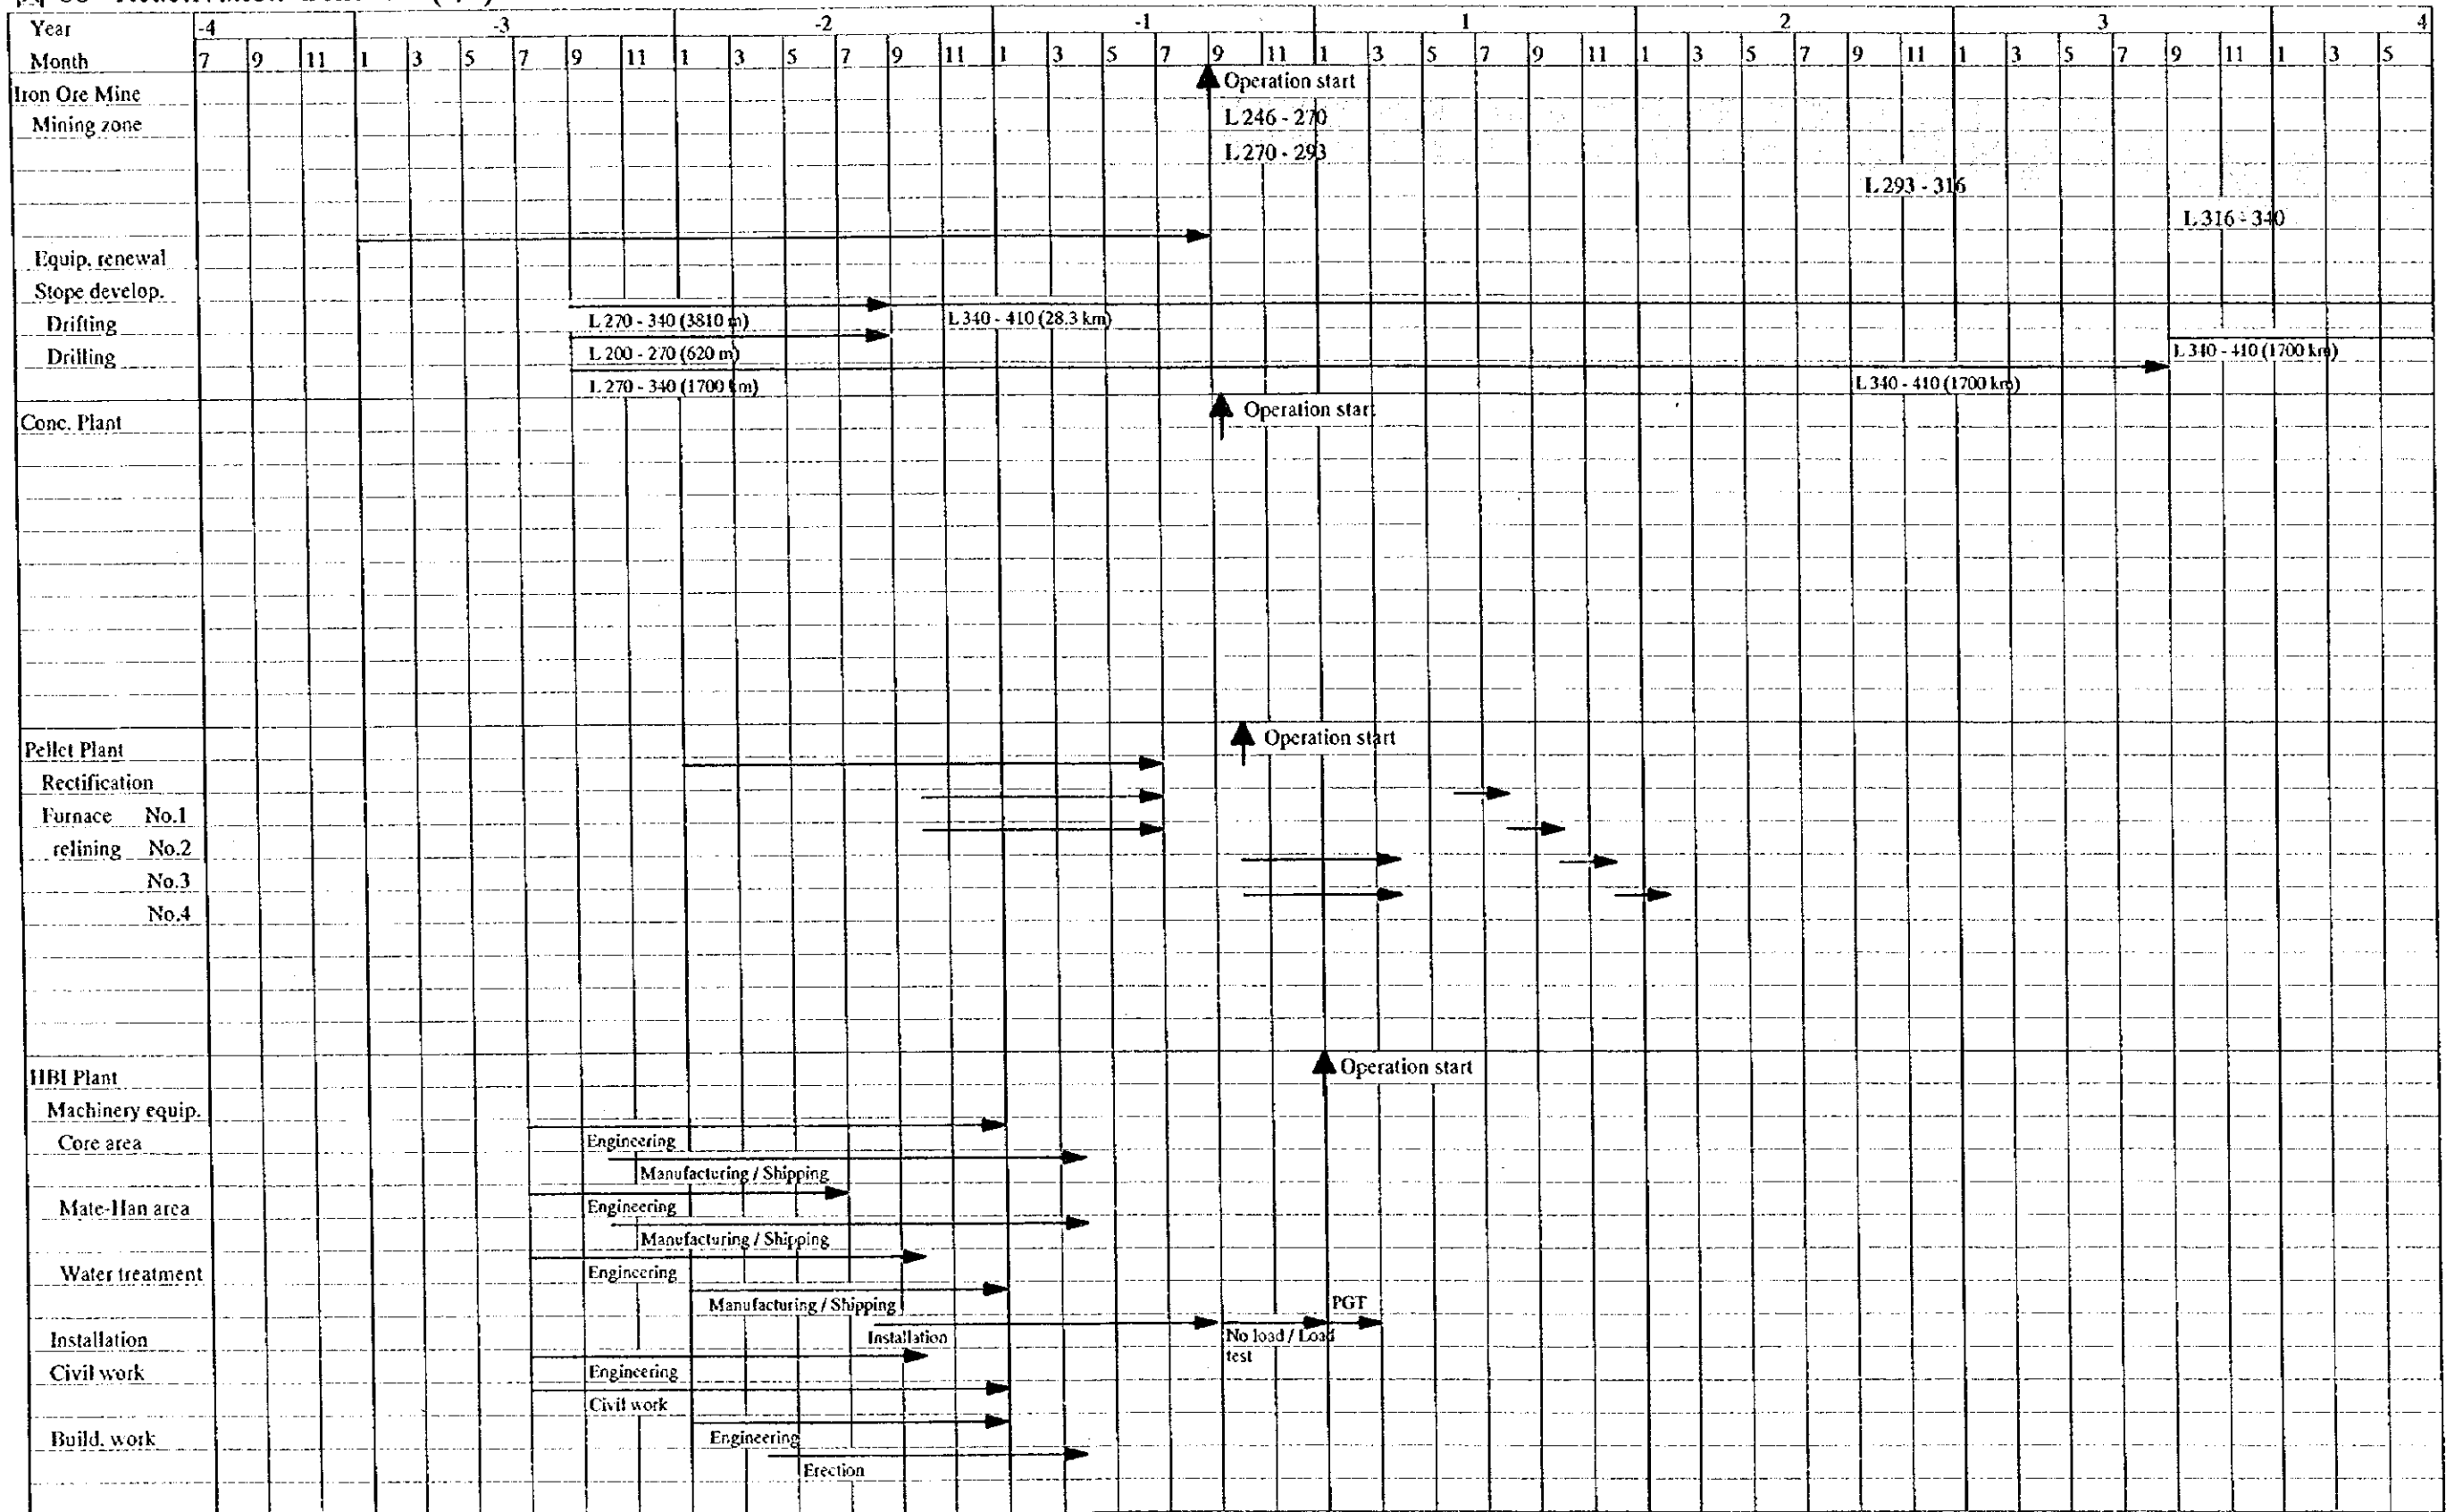 Year -4 -3 -2 -1 1 2 3 4
Month 7 9 11 1 3 5 7 9 11 1 3 5 7 9 11 1 3 5 7 9 11 1 3 5 7 9 11 1 3 5 7 9 11 1 3 5 7 9 11 1 3 5
Iron Ore Mine
Operation start
Mining zone
L 246 - 270
L 270 - 293
L 293 - 316
L 316 - 340
Equip. renewal
Stope develop.
Drifting
L 270 - 340 (3810 m)
L 340 - 410 (28.3 km)
Drilling
L 200 - 270 (620 m)
L 340 - 410 (1700 km)
L 270 - 340 (1700 km)
L 340 - 410 (1700 km)
Conc. Plant
Operation start
Pellet Plant
Operation start
Rectification
Furnace No.1
relining No.2
No.3
No.4
HBI Plant
Operation start
Machinery equip.
Core area
Engineering
Manufacturing / Shipping
Mate-Han area
Engineering
Manufacturing / Shipping
Water treatment
Engineering
Manufacturing / Shipping
PGT
Installation
Installation
No load / Load
test
Civil work
Engineering
Civil work
Build. work
Engineering
Erection